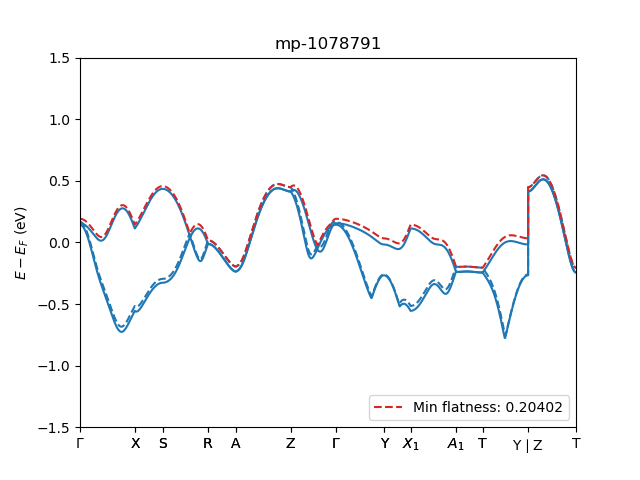 mp-1078791
E − E_F (eV)
1.5
1.0
0.5
0.0
−0.5
−1.0
−1.5
Min flatness: 0.20402
Γ X S R A Z Γ Y X₁ A₁ T Y | Z T